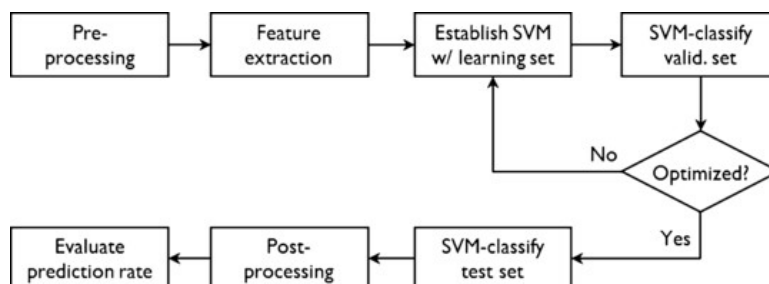 Pre-
processing
Feature
extraction
Establish SVM
w/ learning set
SVM-classify
valid. set
No
Optimized?
Yes
Evaluate
prediction rate
Post-
processing
SVM-classify
test set